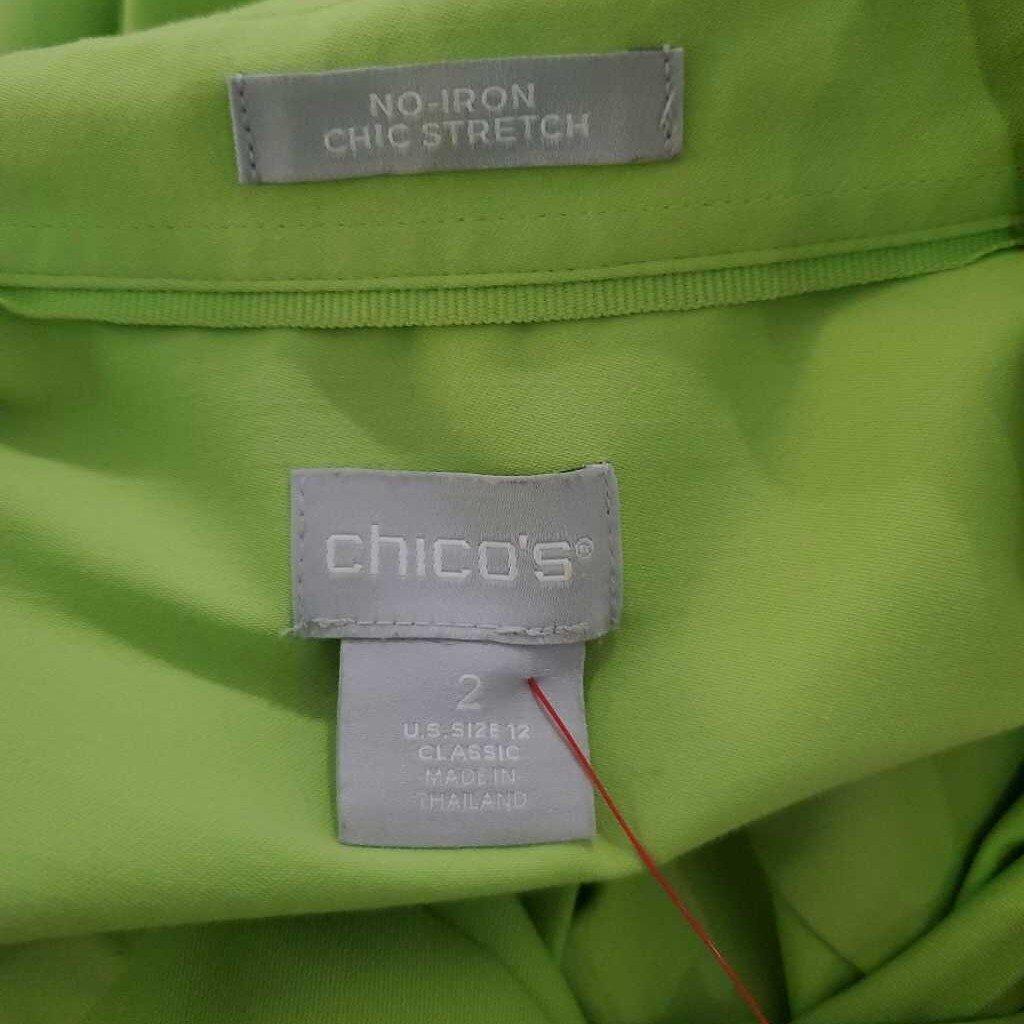 NO-IRON
CHIC STRETCH
chico's®
2
U.S. SIZE 12
CLASSIC
MADE IN
THAILAND